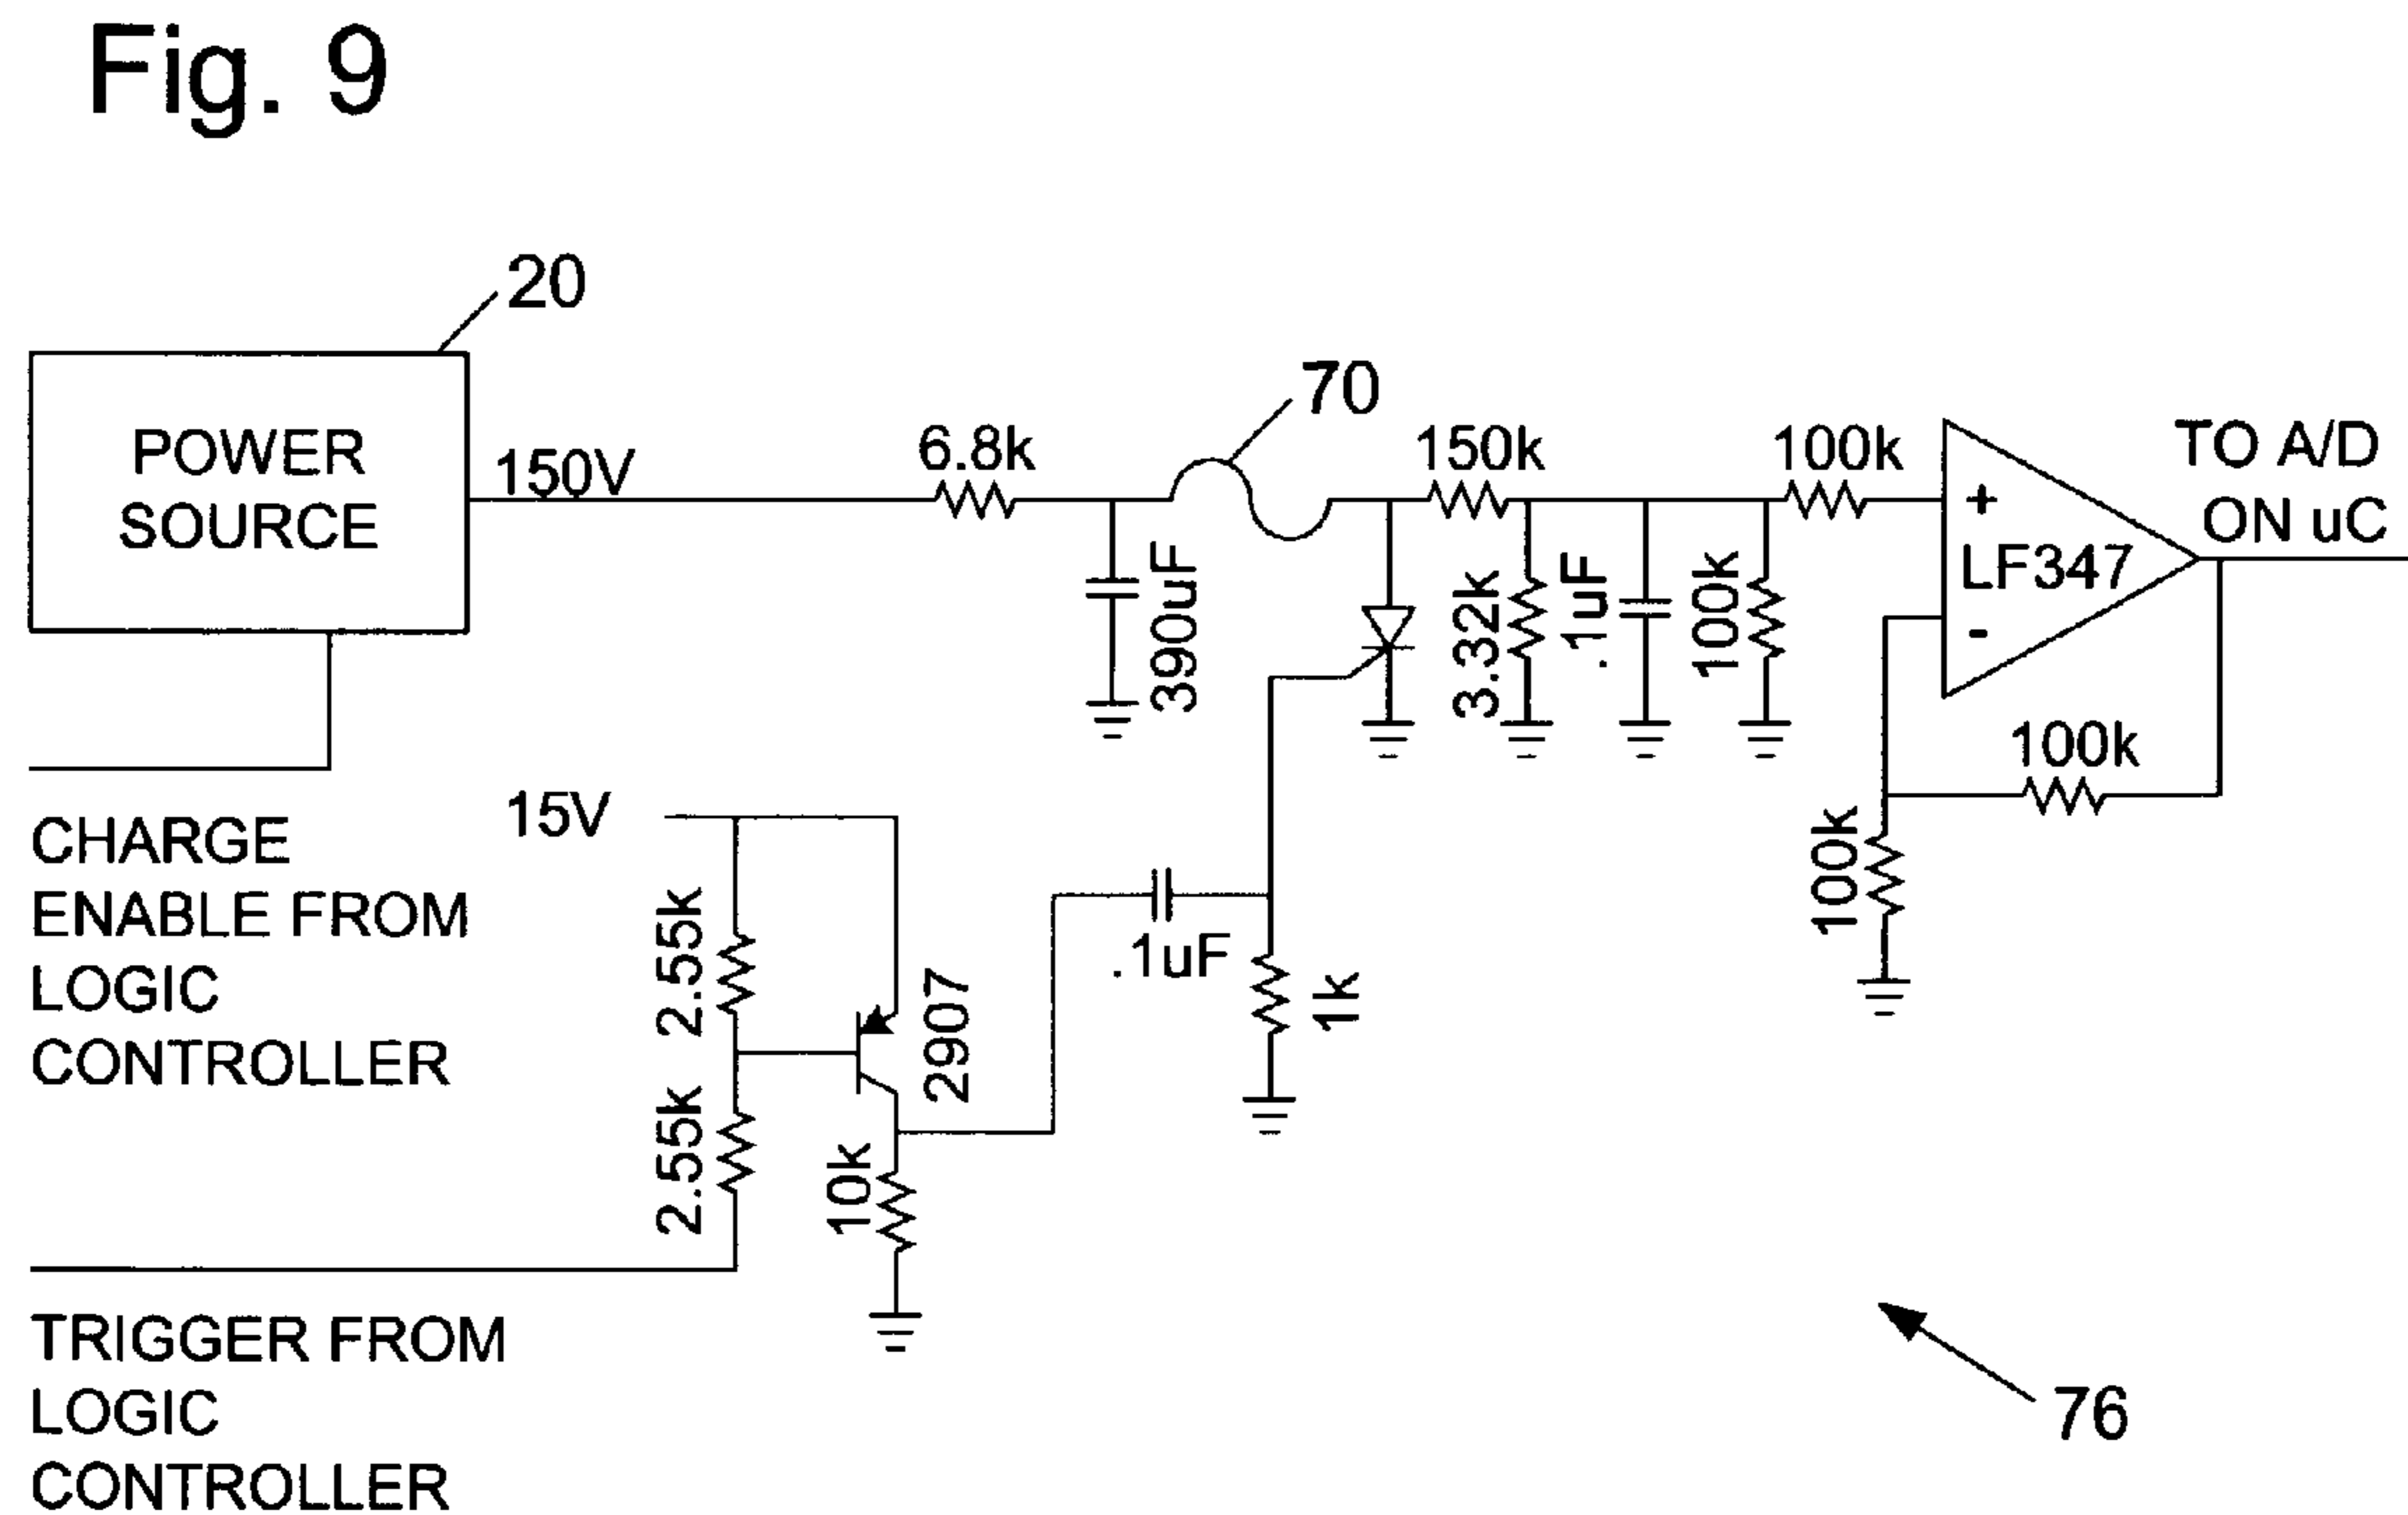 Fig. 9
20
POWER
SOURCE
150V
6.8k
70
150k
100k
TO A/D
ON uC
+
LF347
-
390uF
3.32k
.1uF
100k
100k
100k
15V
CHARGE
ENABLE FROM
LOGIC
CONTROLLER
2.55k
2907
.1uF
1k
2.55k
10k
TRIGGER FROM
LOGIC
CONTROLLER
76